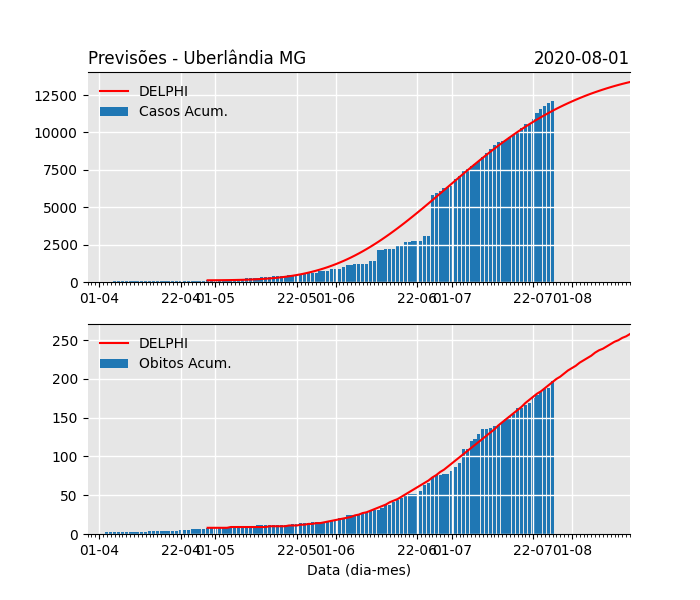 Previsões - Uberlândia MG 2020-08-01
DELPHI
Casos Acum.
12500
10000
7500
5000
2500
0
01-04 22-04 01-05 22-05 01-06 22-06 01-07 22-07 01-08
DELPHI
Obitos Acum.
250
200
150
100
50
0
01-04 22-04 01-05 22-05 01-06 22-06 01-07 22-07 01-08
Data (dia-mes)